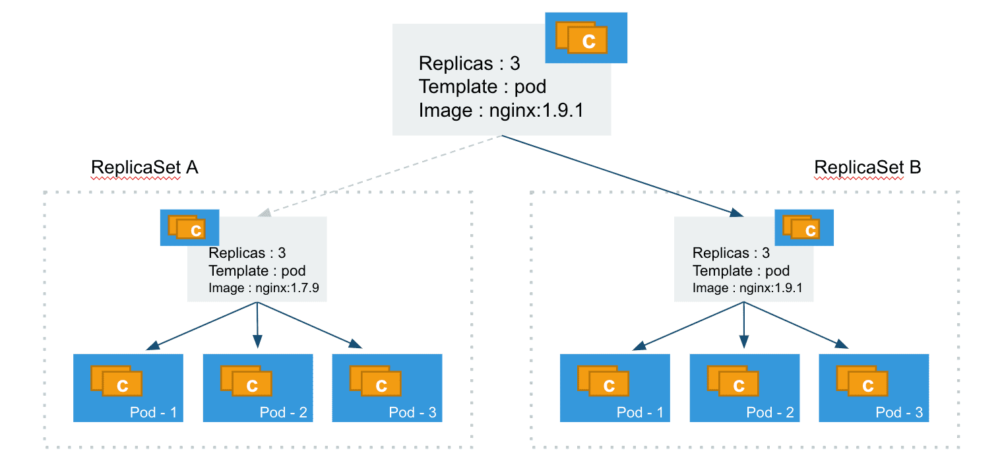 C
Replicas : 3
Template : pod
Image : nginx:1.9.1
ReplicaSet A
ReplicaSet B
C
Replicas : 3
Template : pod
Image : nginx:1.7.9
C
Pod - 1
C
Pod - 2
C
Pod - 3
C
Replicas : 3
Template : pod
Image : nginx:1.9.1
C
Pod - 1
C
Pod - 2
C
Pod - 3